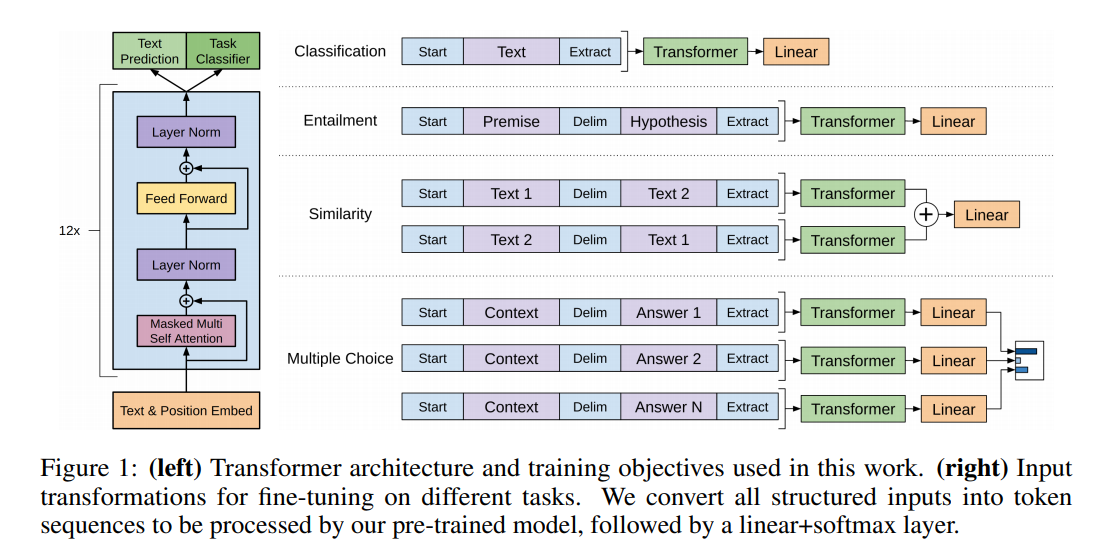 Text
Prediction
Task
Classifier
Layer Norm
+
Feed Forward
12x
Layer Norm
+
Masked Multi
Self Attention
Text & Position Embed
Classification
Start
Text
Extract
Transformer
Linear
Entailment
Start
Premise
Delim
Hypothesis
Extract
Transformer
Linear
Similarity
Start
Text 1
Delim
Text 2
Extract
Transformer
Start
Text 2
Delim
Text 1
Extract
Transformer
+
Linear
Multiple Choice
Start
Context
Delim
Answer 1
Extract
Transformer
Linear
Start
Context
Delim
Answer 2
Extract
Transformer
Linear
Start
Context
Delim
Answer N
Extract
Transformer
Linear
Figure 1: (left) Transformer architecture and training objectives used in this work. (right) Input
transformations for fine-tuning on different tasks. We convert all structured inputs into token
sequences to be processed by our pre-trained model, followed by a linear+softmax layer.